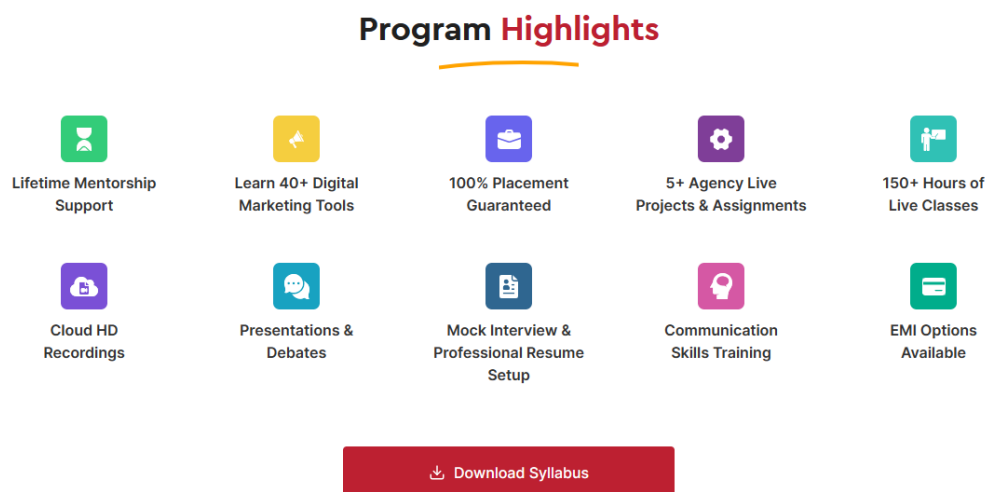 Program Highlights
Lifetime Mentorship
Support
Learn 40+ Digital
Marketing Tools
100% Placement
Guaranteed
5+ Agency Live
Projects & Assignments
150+ Hours of
Live Classes
Cloud HD
Recordings
Presentations &
Debates
Mock Interview &
Professional Resume
Setup
Communication
Skills Training
EMI Options
Available
Download Syllabus